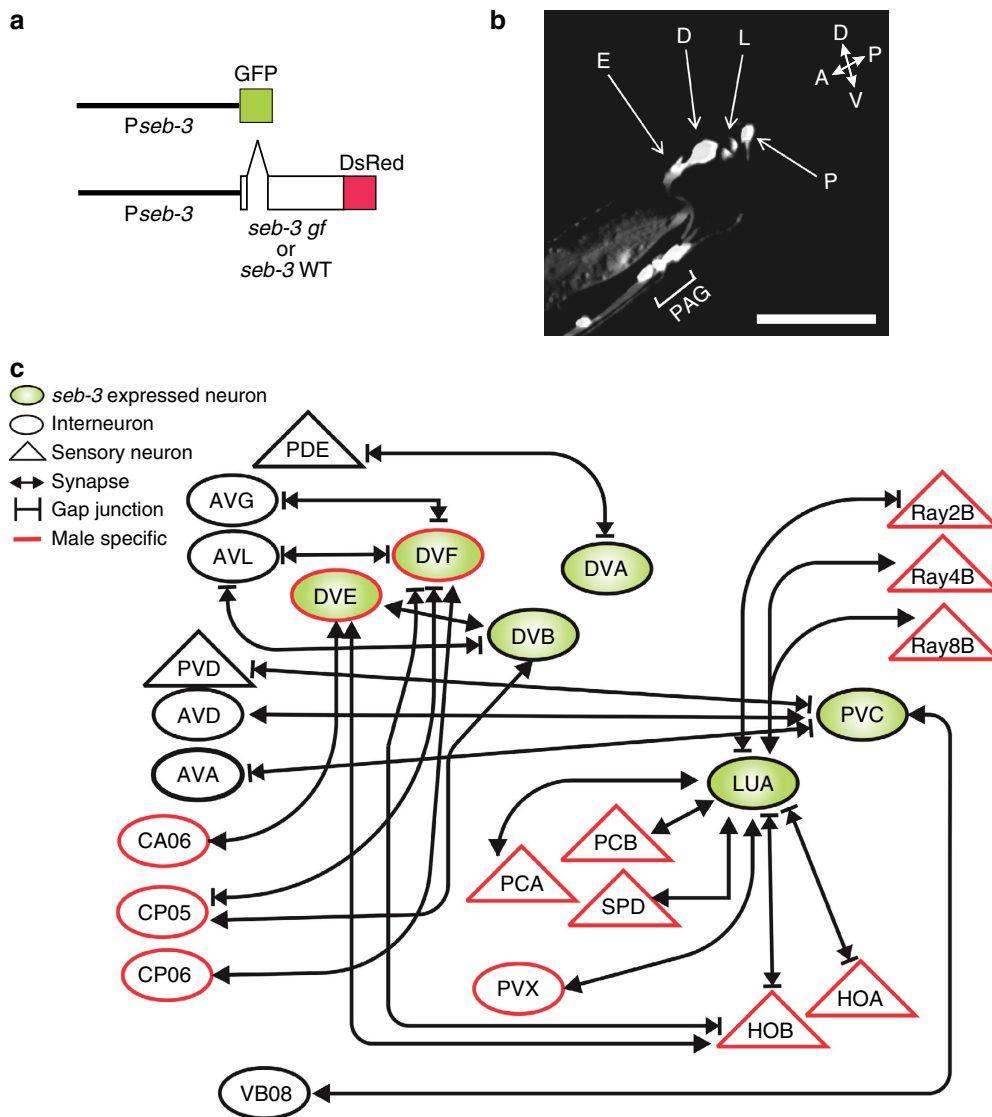 a
GFP
Pseb-3
DsRed
Pseb-3
seb-3 gf
or
seb-3 WT
b
E
D
L
P
PAG
D
P
A
V
c
seb-3 expressed neuron
Interneuron
Sensory neuron
Synapse
Gap junction
Male specific
PDE
AVG
AVL
DVF
DVE
DVA
DVB
Ray2B
Ray4B
Ray8B
PVD
AVD
AVA
PVC
LUA
CA06
CP05
CP06
PCB
PCA
SPD
PVX
HOB
HOA
VB08